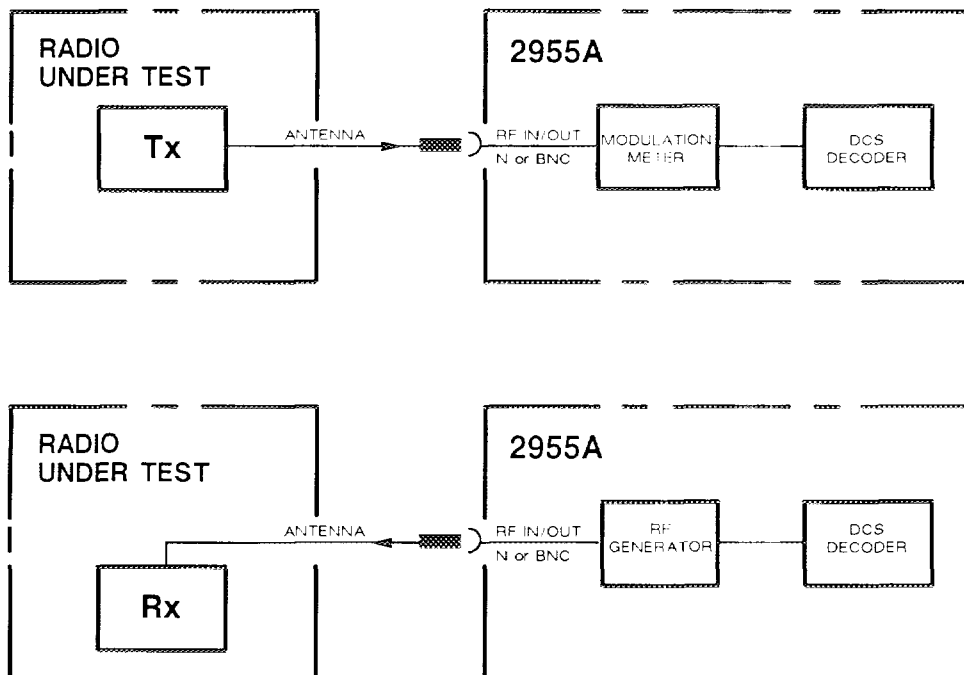 RADIO
UNDER TEST
2955A
Tx
ANTENNA
RF IN/OUT
N or BNC
MODULATION
METER
DCS
DECODER
RADIO
UNDER TEST
2955A
ANTENNA
RF IN/OUT
N or BNC
RF
GENERATOR
DCS
DECODER
Rx